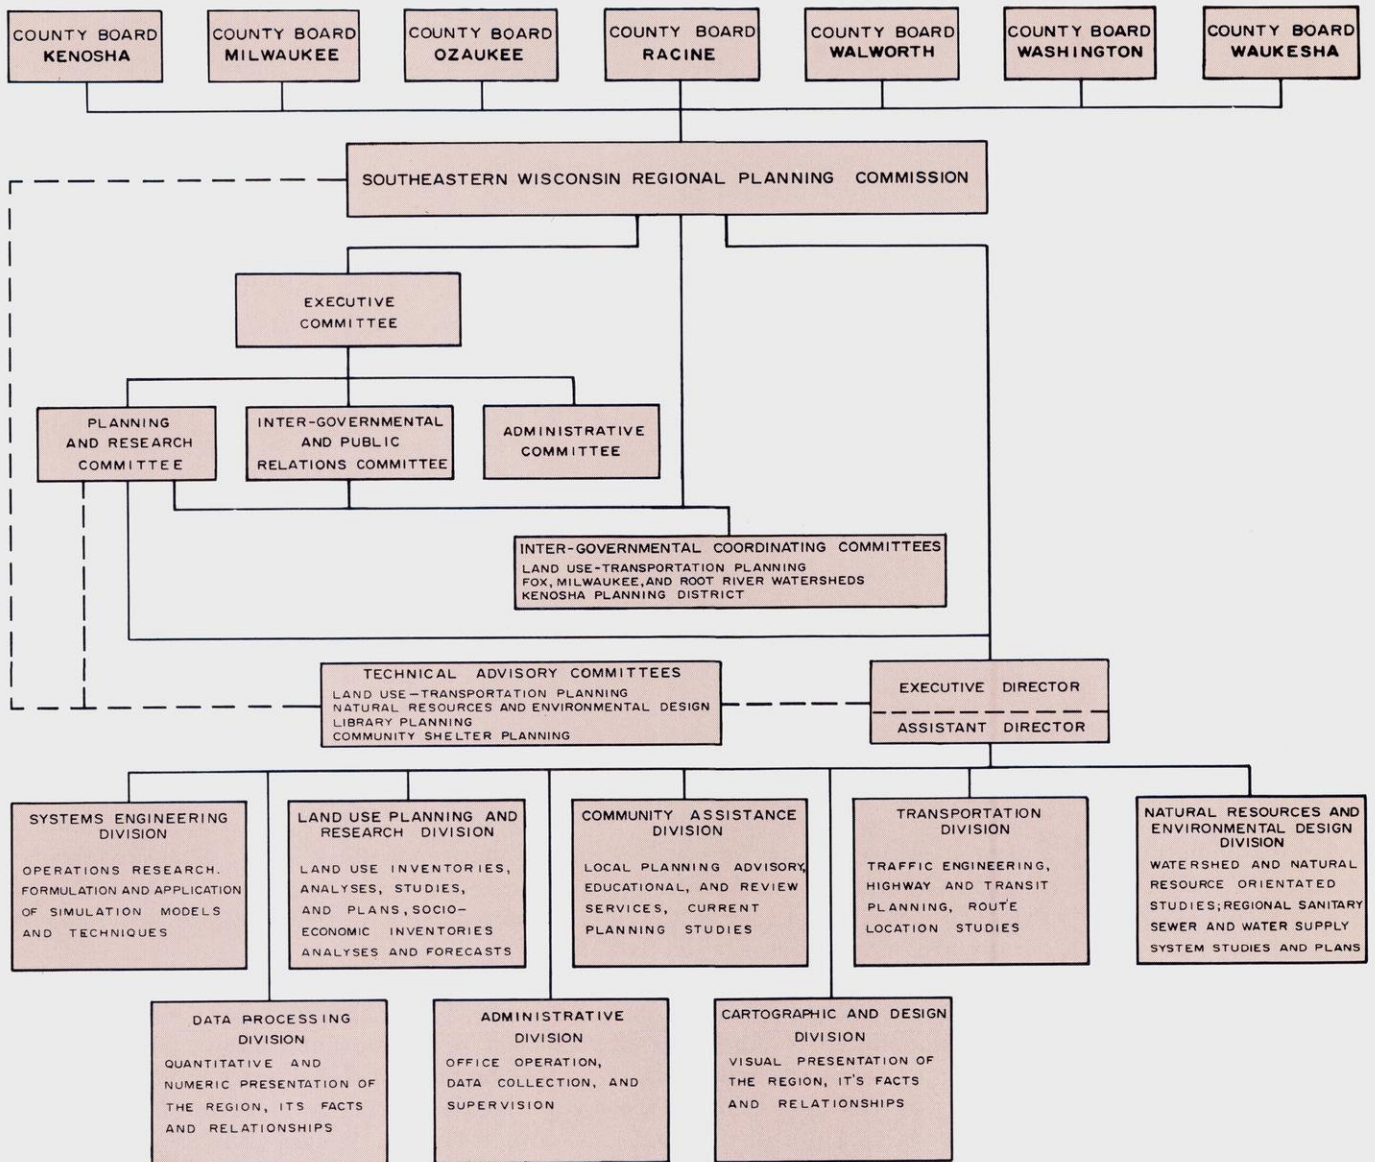 COUNTY BOARD
KENOSHA
COUNTY BOARD
MILWAUKEE
COUNTY BOARD
OZAUKEE
COUNTY BOARD
RACINE
COUNTY BOARD
WALWORTH
COUNTY BOARD
WASHINGTON
COUNTY BOARD
WAUKESHA
SOUTHEASTERN WISCONSIN REGIONAL PLANNING COMMISSION
EXECUTIVE
COMMITTEE
PLANNING
AND RESEARCH
COMMITTEE
INTER-GOVERNMENTAL
AND PUBLIC
RELATIONS COMMITTEE
ADMINISTRATIVE
COMMITTEE
INTER-GOVERNMENTAL COORDINATING COMMITTEES
LAND USE-TRANSPORTATION PLANNING
FOX, MILWAUKEE, AND ROOT RIVER WATERSHEDS
KENOSHA PLANNING DISTRICT
TECHNICAL ADVISORY COMMITTEES
LAND USE-TRANSPORTATION PLANNING
NATURAL RESOURCES AND ENVIRONMENTAL DESIGN
LIBRARY PLANNING
COMMUNITY SHELTER PLANNING
EXECUTIVE DIRECTOR
ASSISTANT DIRECTOR
SYSTEMS ENGINEERING
DIVISION
OPERATIONS RESEARCH.
FORMULATION AND APPLICATION
OF SIMULATION MODELS
AND TECHNIQUES
LAND USE PLANNING AND
RESEARCH DIVISION
LAND USE INVENTORIES,
ANALYSES, STUDIES,
AND PLANS, SOCIO-
ECONOMIC INVENTORIES
ANALYSES AND FORECASTS
COMMUNITY ASSISTANCE
DIVISION
LOCAL PLANNING ADVISORY,
EDUCATIONAL, AND REVIEW
SERVICES, CURRENT
PLANNING STUDIES
TRANSPORTATION
DIVISION
TRAFFIC ENGINEERING,
HIGHWAY AND TRANSIT
PLANNING, ROUTE
LOCATION STUDIES
NATURAL RESOURCES AND
ENVIRONMENTAL DESIGN
DIVISION
WATERSHED AND NATURAL
RESOURCE ORIENTATED
STUDIES; REGIONAL SANITARY
SEWER AND WATER SUPPLY
SYSTEM STUDIES AND PLANS
DATA PROCESSING
DIVISION
QUANTITATIVE AND
NUMERIC PRESENTATION OF
THE REGION, ITS FACTS
AND RELATIONSHIPS
ADMINISTRATIVE
DIVISION
OFFICE OPERATION,
DATA COLLECTION, AND
SUPERVISION
CARTOGRAPHIC AND DESIGN
DIVISION
VISUAL PRESENTATION OF
THE REGION, IT'S FACTS
AND RELATIONSHIPS